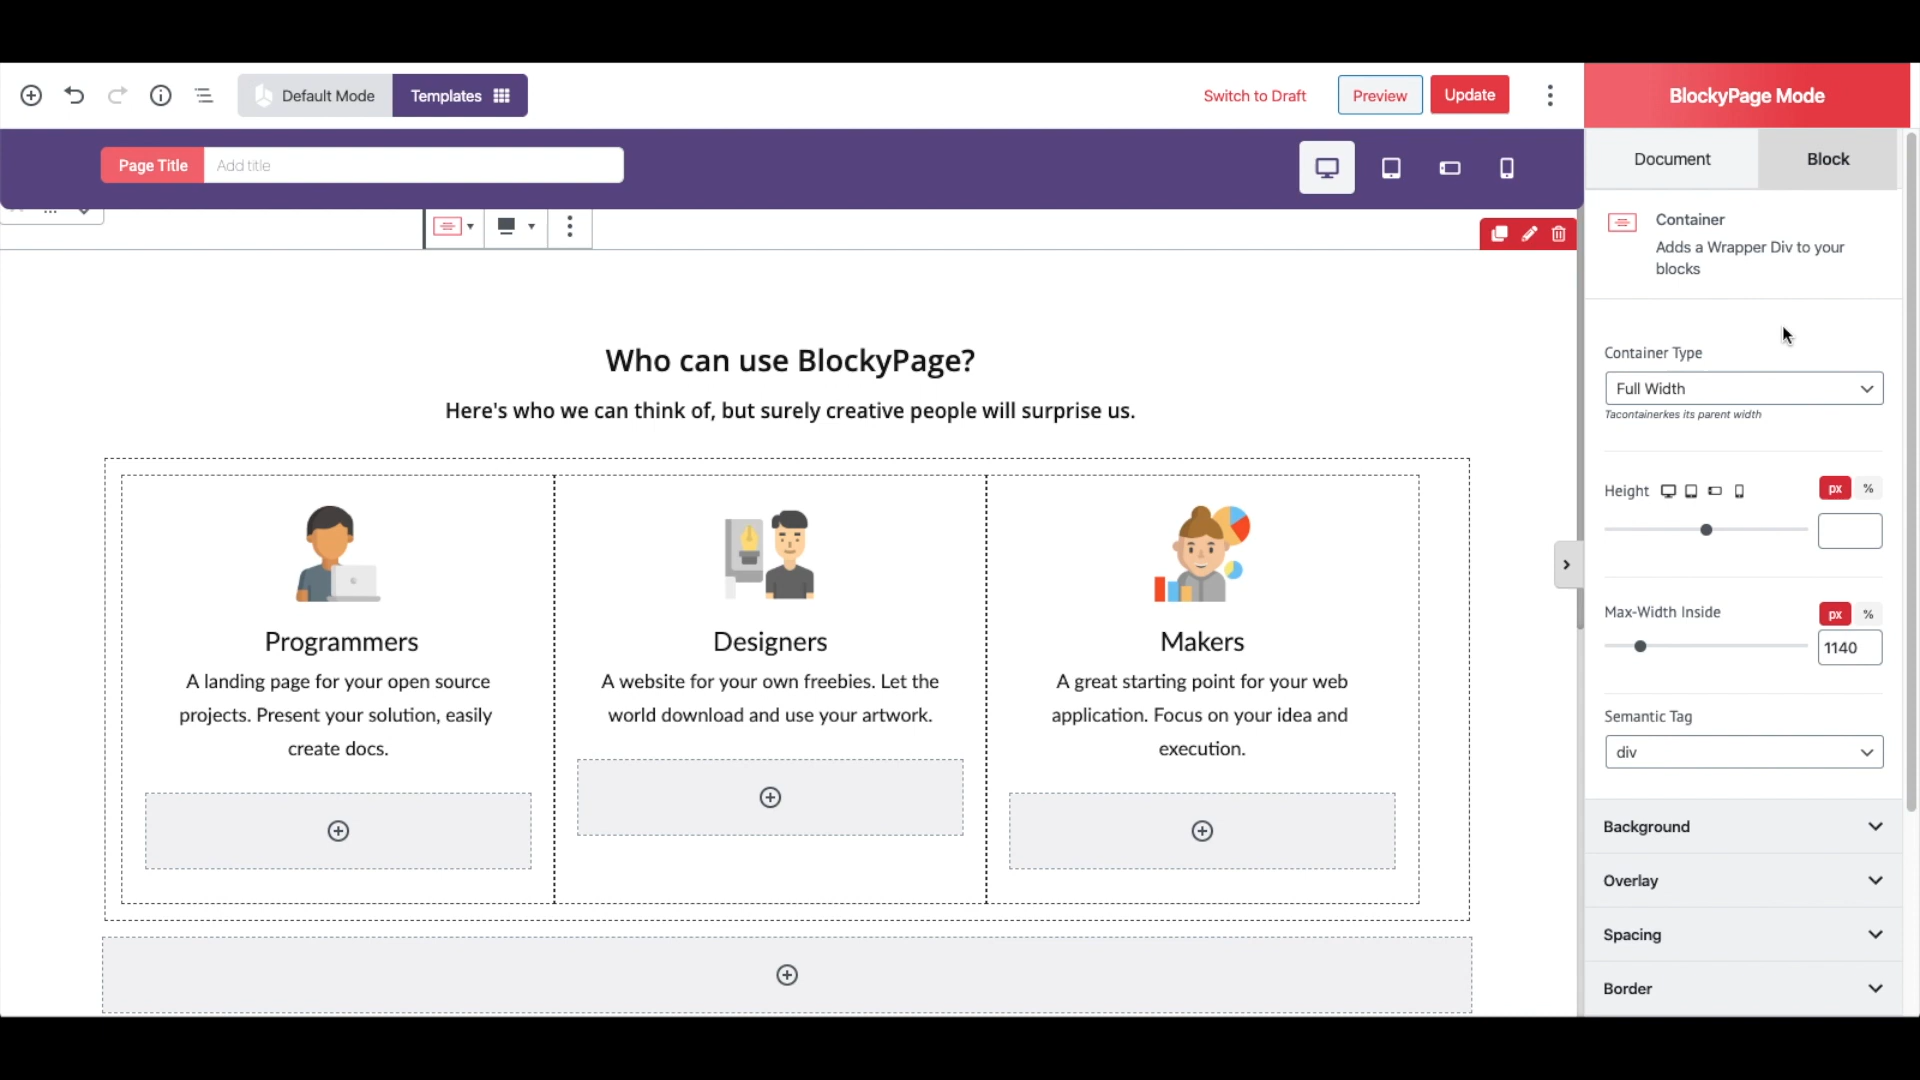 Default Mode
Templates
Switch to Draft
Preview
Update
BlockyPage Mode
Page Title
Add title
Document
Block
Container
Adds a Wrapper Div to your
blocks
Who can use BlockyPage?
Here's who we can think of, but surely creative people will surprise us.
Container Type
Full Width
Tacontainerkes its parent width
Height
px
%
Max-Width Inside
px
%
1140
Semantic Tag
div
Programmers
A landing page for your open source
projects. Present your solution, easily
create docs.
Designers
A website for your own freebies. Let the
world download and use your artwork.
Makers
A great starting point for your web
application. Focus on your idea and
execution.
Background
Overlay
Spacing
Border